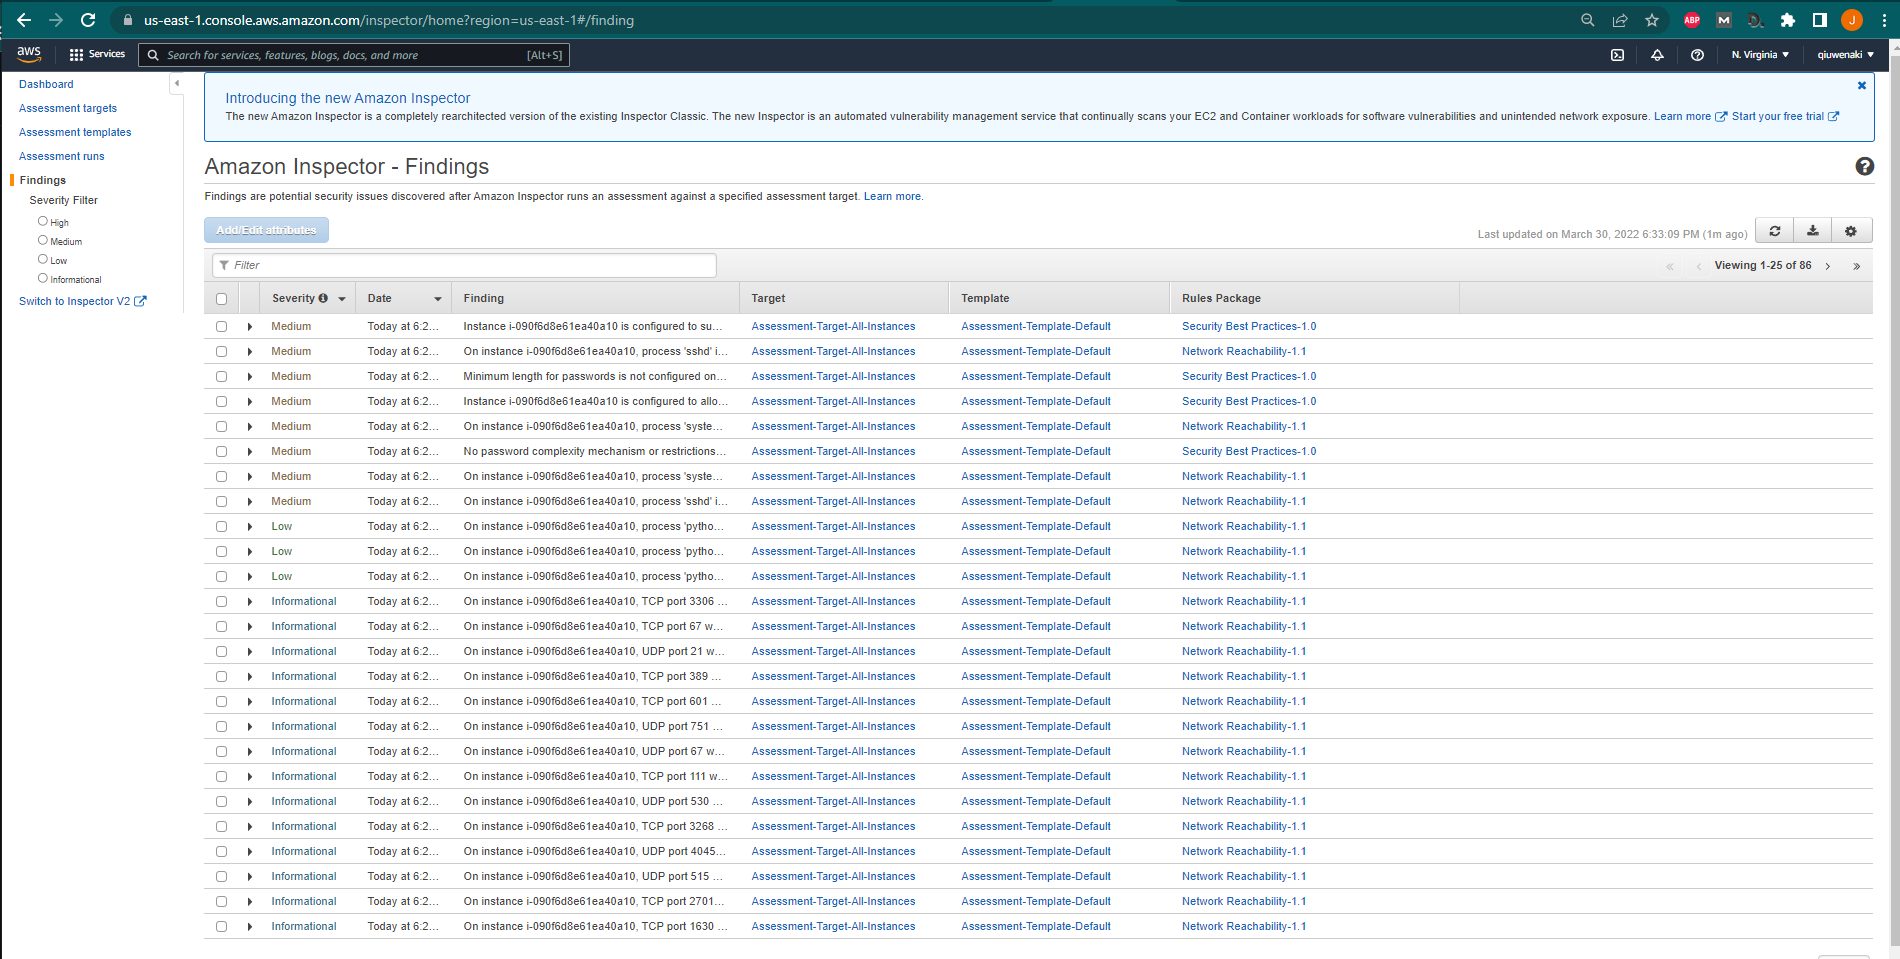 us-east-1.console.aws.amazon.com/inspector/home?region=us-east-1#/finding
ABP M J
aws Services Search for services, features, blogs, docs, and more [Alt+S] N. Virginia qiuwenaki
Dashboard
Assessment targets
Assessment templates
Assessment runs
Findings
Severity Filter
High
Medium
Low
Informational
Switch to Inspector V2
Introducing the new Amazon Inspector
The new Amazon Inspector is a completely rearchitected version of the existing Inspector Classic. The new Inspector is an automated vulnerability management service that continually scans your EC2 and Container workloads for software vulnerabilities and unintended network exposure. Learn more Start your free trial
Amazon Inspector - Findings
Findings are potential security issues discovered after Amazon Inspector runs an assessment against a specified assessment target. Learn more.
Add/Edit attributes
Last updated on March 30, 2022 6:33:09 PM (1m ago)
Filter
« ‹ Viewing 1-25 of 86 › »
Severity Date Finding Target Template Rules Package
Medium Today at 6:2... Instance i-090f6d8e61ea40a10 is configured to su... Assessment-Target-All-Instances Assessment-Template-Default Security Best Practices-1.0
Medium Today at 6:2... On instance i-090f6d8e61ea40a10, process 'sshd' i... Assessment-Target-All-Instances Assessment-Template-Default Network Reachability-1.1
Medium Today at 6:2... Minimum length for passwords is not configured on... Assessment-Target-All-Instances Assessment-Template-Default Security Best Practices-1.0
Medium Today at 6:2... Instance i-090f6d8e61ea40a10 is configured to allo... Assessment-Target-All-Instances Assessment-Template-Default Security Best Practices-1.0
Medium Today at 6:2... On instance i-090f6d8e61ea40a10, process 'syste... Assessment-Target-All-Instances Assessment-Template-Default Network Reachability-1.1
Medium Today at 6:2... No password complexity mechanism or restrictions... Assessment-Target-All-Instances Assessment-Template-Default Security Best Practices-1.0
Medium Today at 6:2... On instance i-090f6d8e61ea40a10, process 'syste... Assessment-Target-All-Instances Assessment-Template-Default Network Reachability-1.1
Medium Today at 6:2... On instance i-090f6d8e61ea40a10, process 'sshd' i... Assessment-Target-All-Instances Assessment-Template-Default Network Reachability-1.1
Low Today at 6:2... On instance i-090f6d8e61ea40a10, process 'pytho... Assessment-Target-All-Instances Assessment-Template-Default Network Reachability-1.1
Low Today at 6:2... On instance i-090f6d8e61ea40a10, process 'pytho... Assessment-Target-All-Instances Assessment-Template-Default Network Reachability-1.1
Low Today at 6:2... On instance i-090f6d8e61ea40a10, process 'pytho... Assessment-Target-All-Instances Assessment-Template-Default Network Reachability-1.1
Informational Today at 6:2... On instance i-090f6d8e61ea40a10, TCP port 3306 ... Assessment-Target-All-Instances Assessment-Template-Default Network Reachability-1.1
Informational Today at 6:2... On instance i-090f6d8e61ea40a10, TCP port 67 w... Assessment-Target-All-Instances Assessment-Template-Default Network Reachability-1.1
Informational Today at 6:2... On instance i-090f6d8e61ea40a10, UDP port 21 w... Assessment-Target-All-Instances Assessment-Template-Default Network Reachability-1.1
Informational Today at 6:2... On instance i-090f6d8e61ea40a10, TCP port 389 ... Assessment-Target-All-Instances Assessment-Template-Default Network Reachability-1.1
Informational Today at 6:2... On instance i-090f6d8e61ea40a10, TCP port 601 ... Assessment-Target-All-Instances Assessment-Template-Default Network Reachability-1.1
Informational Today at 6:2... On instance i-090f6d8e61ea40a10, UDP port 751 ... Assessment-Target-All-Instances Assessment-Template-Default Network Reachability-1.1
Informational Today at 6:2... On instance i-090f6d8e61ea40a10, UDP port 67 w... Assessment-Target-All-Instances Assessment-Template-Default Network Reachability-1.1
Informational Today at 6:2... On instance i-090f6d8e61ea40a10, TCP port 111 w... Assessment-Target-All-Instances Assessment-Template-Default Network Reachability-1.1
Informational Today at 6:2... On instance i-090f6d8e61ea40a10, UDP port 530 ... Assessment-Target-All-Instances Assessment-Template-Default Network Reachability-1.1
Informational Today at 6:2... On instance i-090f6d8e61ea40a10, TCP port 3268 ... Assessment-Target-All-Instances Assessment-Template-Default Network Reachability-1.1
Informational Today at 6:2... On instance i-090f6d8e61ea40a10, UDP port 4045... Assessment-Target-All-Instances Assessment-Template-Default Network Reachability-1.1
Informational Today at 6:2... On instance i-090f6d8e61ea40a10, UDP port 515 ... Assessment-Target-All-Instances Assessment-Template-Default Network Reachability-1.1
Informational Today at 6:2... On instance i-090f6d8e61ea40a10, TCP port 2701... Assessment-Target-All-Instances Assessment-Template-Default Network Reachability-1.1
Informational Today at 6:2... On instance i-090f6d8e61ea40a10, TCP port 1630 ... Assessment-Target-All-Instances Assessment-Template-Default Network Reachability-1.1